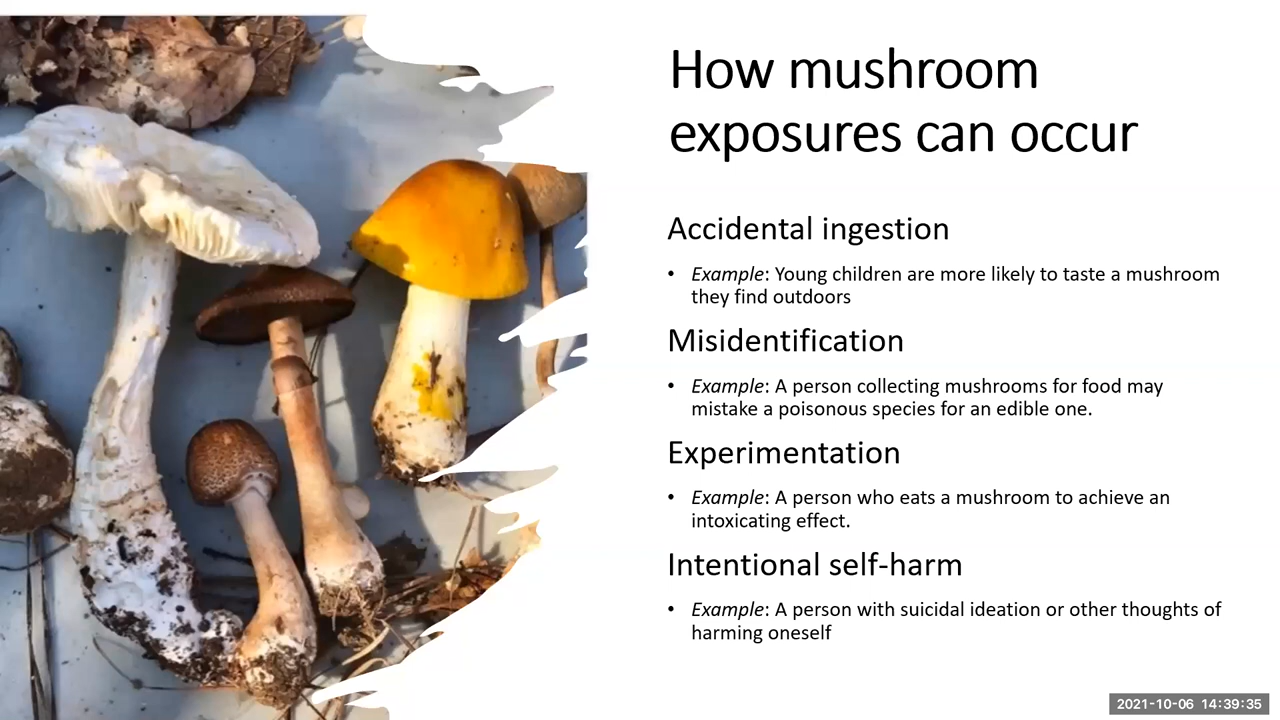 How mushroom
exposures can occur
Accidental ingestion
• Example: Young children are more likely to taste a mushroom
they find outdoors
Misidentification
• Example: A person collecting mushrooms for food may
mistake a poisonous species for an edible one.
Experimentation
• Example: A person who eats a mushroom to achieve an
intoxicating effect.
Intentional self-harm
• Example: A person with suicidal ideation or other thoughts of
harming oneself
2021-10-06 14:39:35